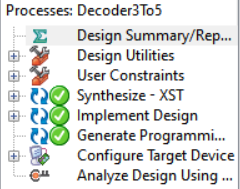 Processes: Decoder3To5
Design Summary/Rep...
Design Utilities
User Constraints
Synthesize - XST
Implement Design
Generate Programmi...
Configure Target Device
Analyze Design Using ...